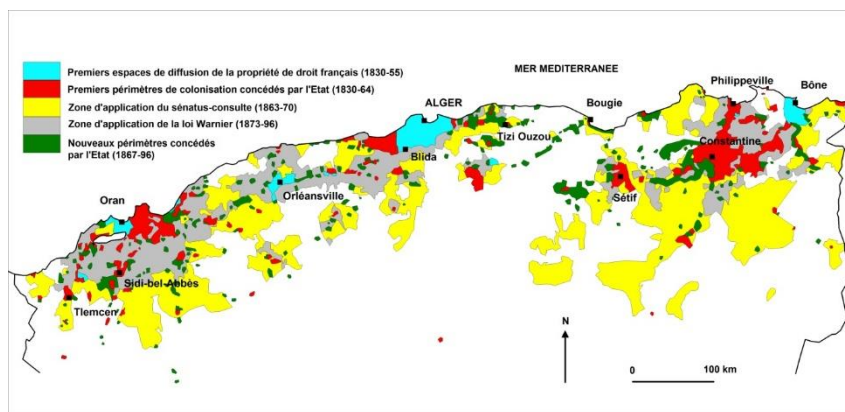 MER MEDITERRANEE
Premiers espaces de diffusion de la propriété de droit français (1830-55)
Premiers périmètres de colonisation concédés par l'Etat (1830-64)
Zone d'application du sénatus-consulte (1863-70)
Zone d'application de la loi Warnier (1873-96)
Nouveaux périmètres concédés
par l'Etat (1867-96)
Philippeville
Bône
ALGER
Bougie
Tizi Ouzou
Constantine
Blida
Sétif
Orléansville
Oran
Sidi-bel-Abbès
Tlemcen
N
0
100 km